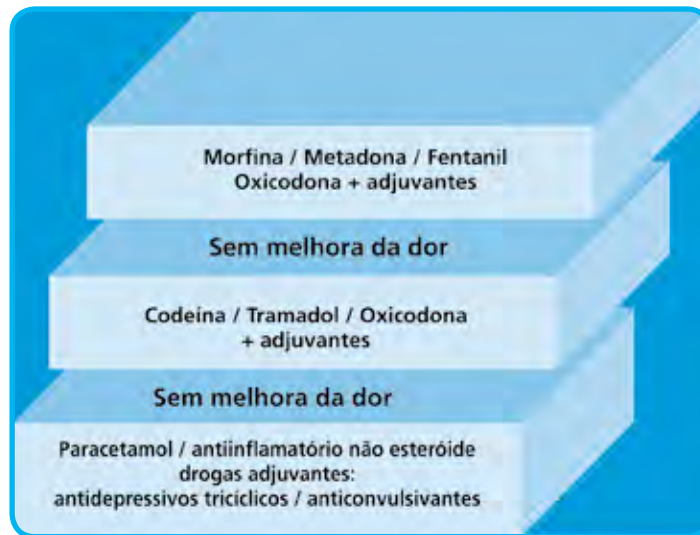 Morfina / Metadona / Fentanil
Oxicodona + adjuvantes
Sem melhora da dor
Codeína / Tramadol / Oxicodona
+ adjuvantes
Sem melhora da dor
Paracetamol / antiinflamatório não esteróide
drogas adjuvantes:
antidepressivos tricíclicos / anticonvulsivantes